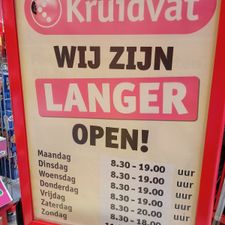 Kruidvat
WIJ ZIJN
LANGER
OPEN!
Maandag 8.30 - 19.00 uur
Dinsdag 8.30 - 19.00 uur
Woensdag 8.30 - 19.00 uur
Donderdag 8.30 - 19.00 uur
Vrijdag 8.30 - 20.00 uur
Zaterdag 8.30 - 18.00 uur
Zondag